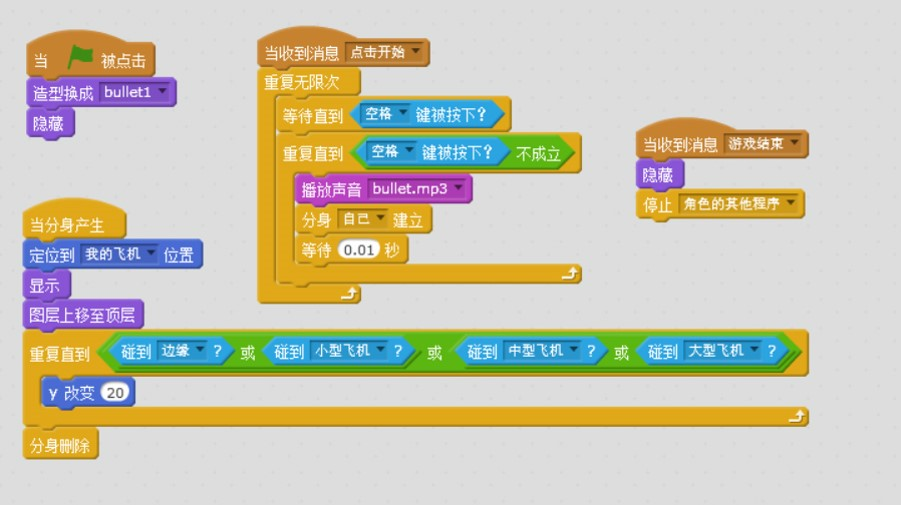 当 被点击
造型换成 bullet1
隐藏
当收到消息 点击开始
重复无限次
等待直到 空格 键被按下?
重复直到 空格 键被按下? 不成立
播放声音 bullet.mp3
分身 自己 建立
等待 0.01 秒
当收到消息 游戏结束
隐藏
停止 角色的其他程序
当分身产生
定位到 我的飞机 位置
显示
图层上移至顶层
重复直到 碰到 边缘 ? 或 碰到 小型飞机 ? 或 碰到 中型飞机 ? 或 碰到 大型飞机 ?
y 改变 20
分身删除